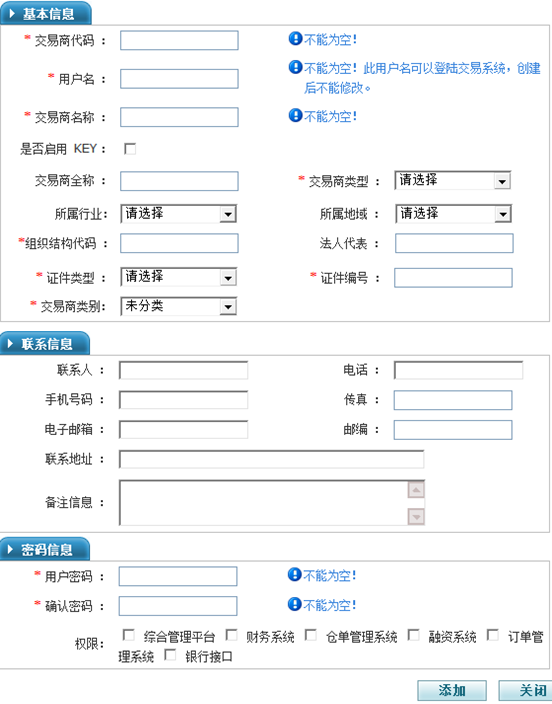 基本信息
* 交易商代码 : 不能为空!
* 用户名 : 不能为空! 此用户名可以登陆交易系统，创建
后不能修改。
* 交易商名称 : 不能为空!
是否启用 KEY :
交易商全称 : * 交易商类型 : 请选择
所属行业: 请选择 所属地域 : 请选择
*组织结构代码 : 法人代表 :
* 证件类型 : 请选择 * 证件编号 :
* 交易商类别: 未分类
联系信息
联系人 : 电话 :
手机号码 : 传真 :
电子邮箱 : 邮编 :
联系地址 :
备注信息 :
密码信息
* 用户密码 : 不能为空!
* 确认密码 : 不能为空!
权限: 综合管理平台 财务系统 仓单管理系统 融资系统 订单管
理系统 银行接口
添加 关闭